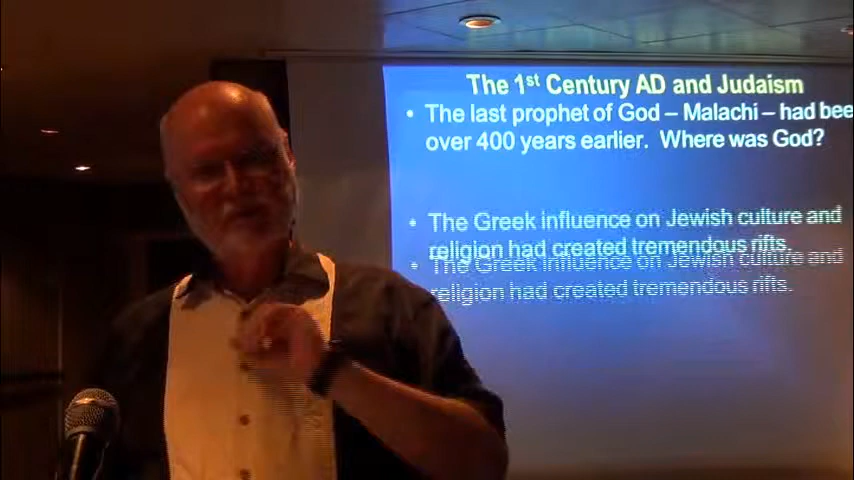 The 1st Century AD and Judaism
• The last prophet of God – Malachi – had bee
over 400 years earlier. Where was God?
• The Greek influence on Jewish culture and
religion had created tremendous rifts.
• The Greek influence on Jewish culture and
religion had created tremendous rifts.